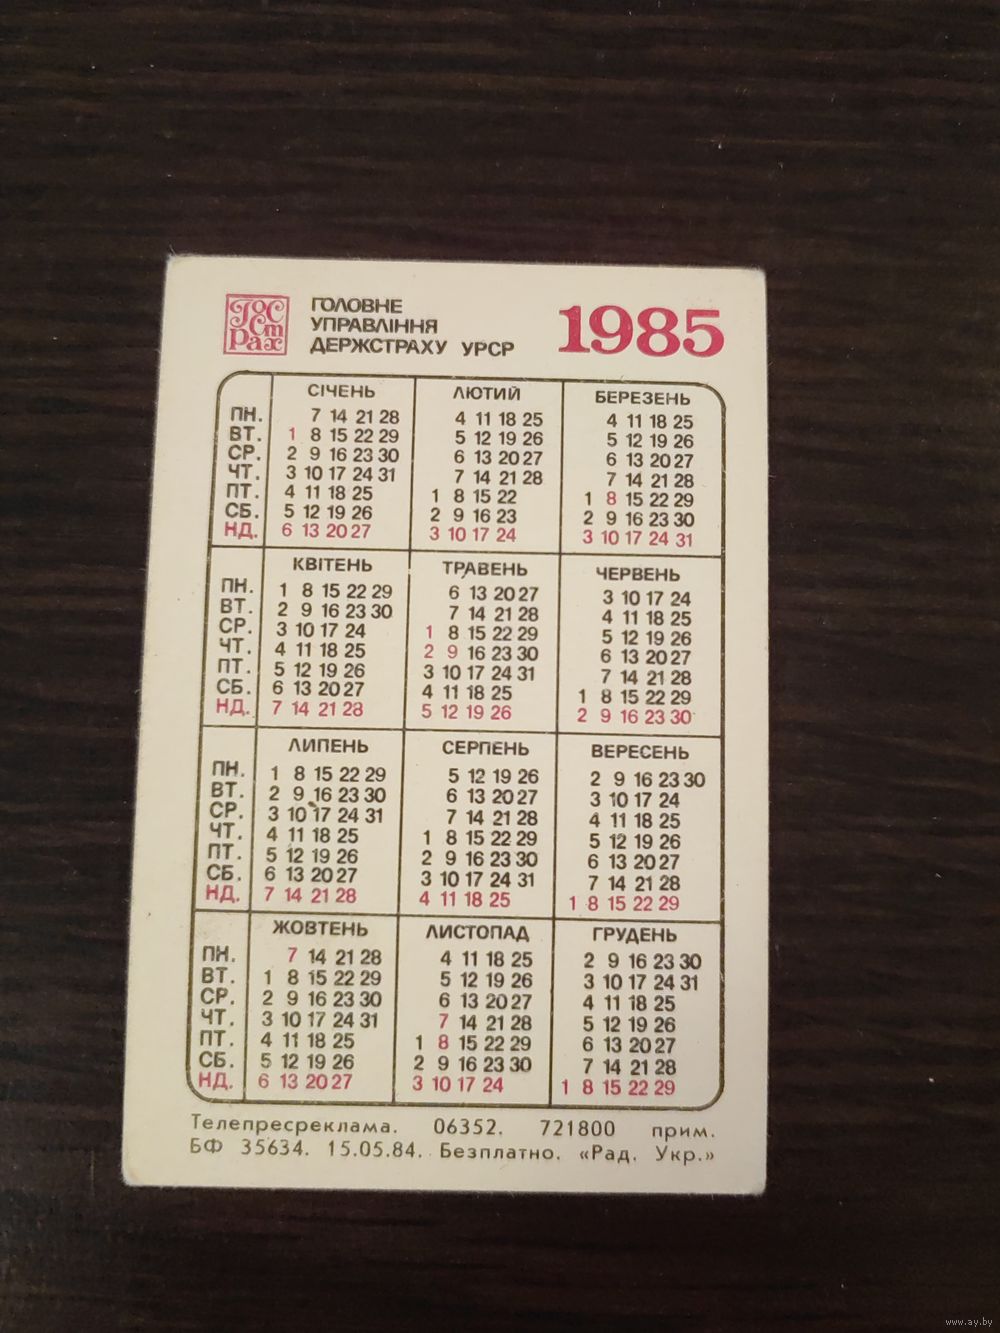 Гос
ст
рах
ГОЛОВНЕ
УПРАВЛІННЯ
ДЕРЖСТРАХУ УРСР
1985
СІЧЕНЬ ЛЮТИЙ БЕРЕЗЕНЬ
ПН. 7 14 21 28 4 11 18 25 4 11 18 25
ВТ. 1 8 15 22 29 5 12 19 26 5 12 19 26
СР. 2 9 16 23 30 6 13 20 27 6 13 20 27
ЧТ. 3 10 17 24 31 7 14 21 28 7 14 21 28
ПТ. 4 11 18 25 1 8 15 22 1 8 15 22 29
СБ. 5 12 19 26 2 9 16 23 2 9 16 23 30
НД. 6 13 20 27 3 10 17 24 3 10 17 24 31
КВІТЕНЬ ТРАВЕНЬ ЧЕРВЕНЬ
ПН. 1 8 15 22 29 6 13 20 27 3 10 17 24
ВТ. 2 9 16 23 30 7 14 21 28 4 11 18 25
СР. 3 10 17 24 1 8 15 22 29 5 12 19 26
ЧТ. 4 11 18 25 2 9 16 23 30 6 13 20 27
ПТ. 5 12 19 26 3 10 17 24 31 7 14 21 28
СБ. 6 13 20 27 4 11 18 25 1 8 15 22 29
НД. 7 14 21 28 5 12 19 26 2 9 16 23 30
ЛИПЕНЬ СЕРПЕНЬ ВЕРЕСЕНЬ
ПН. 1 8 15 22 29 5 12 19 26 2 9 16 23 30
ВТ. 2 9 16 23 30 6 13 20 27 3 10 17 24
СР. 3 10 17 24 31 7 14 21 28 4 11 18 25
ЧТ. 4 11 18 25 1 8 15 22 29 5 12 19 26
ПТ. 5 12 19 26 2 9 16 23 30 6 13 20 27
СБ. 6 13 20 27 3 10 17 24 31 7 14 21 28
НД. 7 14 21 28 4 11 18 25 1 8 15 22 29
ЖОВТЕНЬ ЛИСТОПАД ГРУДЕНЬ
ПН. 7 14 21 28 4 11 18 25 2 9 16 23 30
ВТ. 1 8 15 22 29 5 12 19 26 3 10 17 24 31
СР. 2 9 16 23 30 6 13 20 27 4 11 18 25
ЧТ. 3 10 17 24 31 7 14 21 28 5 12 19 26
ПТ. 4 11 18 25 1 8 15 22 29 6 13 20 27
СБ. 5 12 19 26 2 9 16 23 30 7 14 21 28
НД. 6 13 20 27 3 10 17 24 1 8 15 22 29
Телепресреклама. 06352. 721800 прим.
БФ 35634. 15.05.84. Безплатно. «Рад. Укр.»
www.ay.by